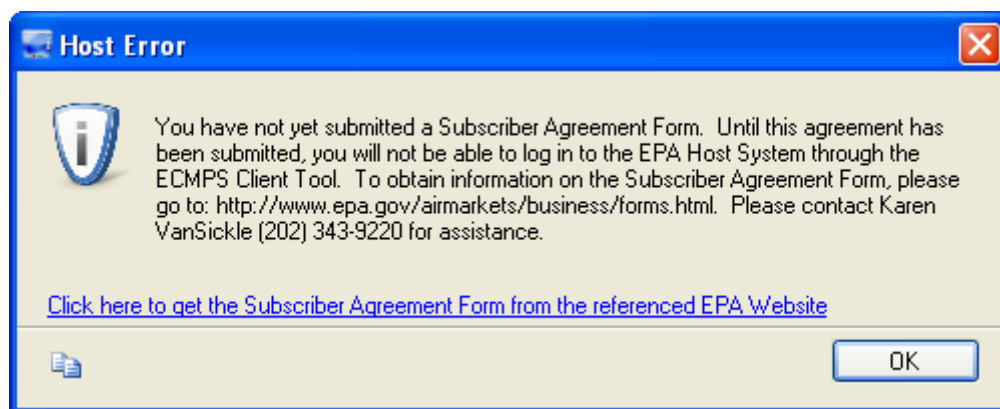 Host Error
You have not yet submitted a Subscriber Agreement Form.  Until this agreement has
been submitted, you will not be able to log in to the EPA Host System through the
ECMPS Client Tool.  To obtain information on the Subscriber Agreement Form, please
go to: http://www.epa.gov/airmarkets/business/forms.html.  Please contact Karen
VanSickle (202) 343-9220 for assistance.
Click here to get the Subscriber Agreement Form from the referenced EPA Website
OK